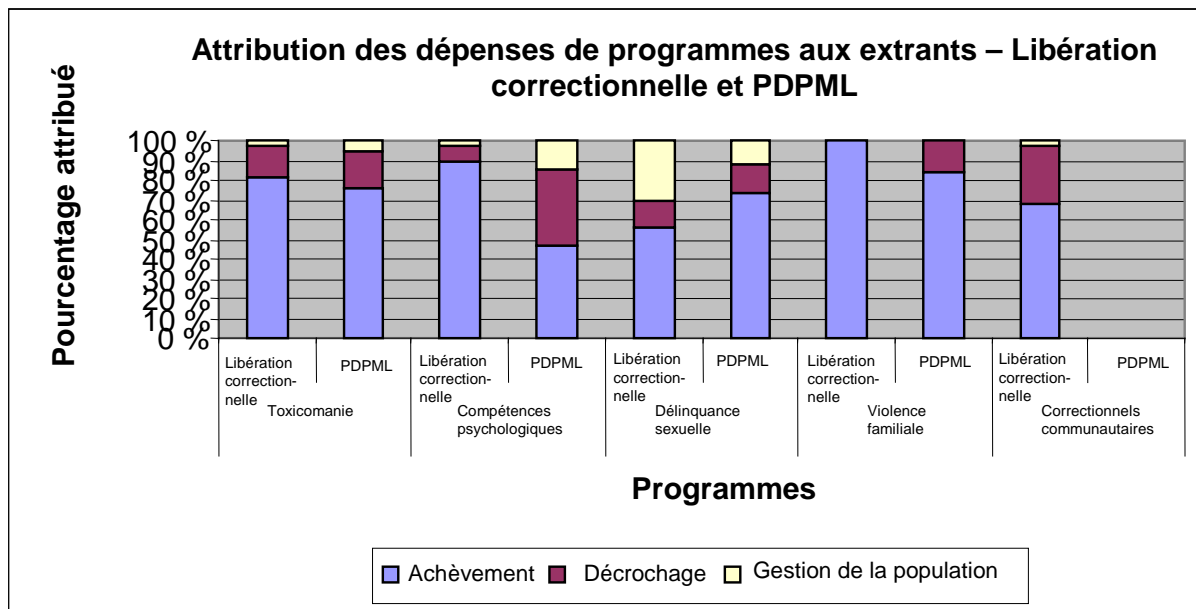 Attribution des dépenses de programmes aux extrants – Libération
correctionnelle et PDPML
Pourcentage attribué
100 %
90 %
80 %
70 %
60 %
50 %
40 %
30 %
20 %
10 %
0 %
Libération
correction-
nelle
PDPML
Libération
correction-
nelle
PDPML
Libération
correction-
nelle
PDPML
Libération
correction-
nelle
PDPML
Libération
correction-
nelle
PDPML
Toxicomanie
Compétences
psychologiques
Délinquance
sexuelle
Violence
familiale
Correctionnels
communautaires
Programmes
Achèvement
Décrochage
Gestion de la population